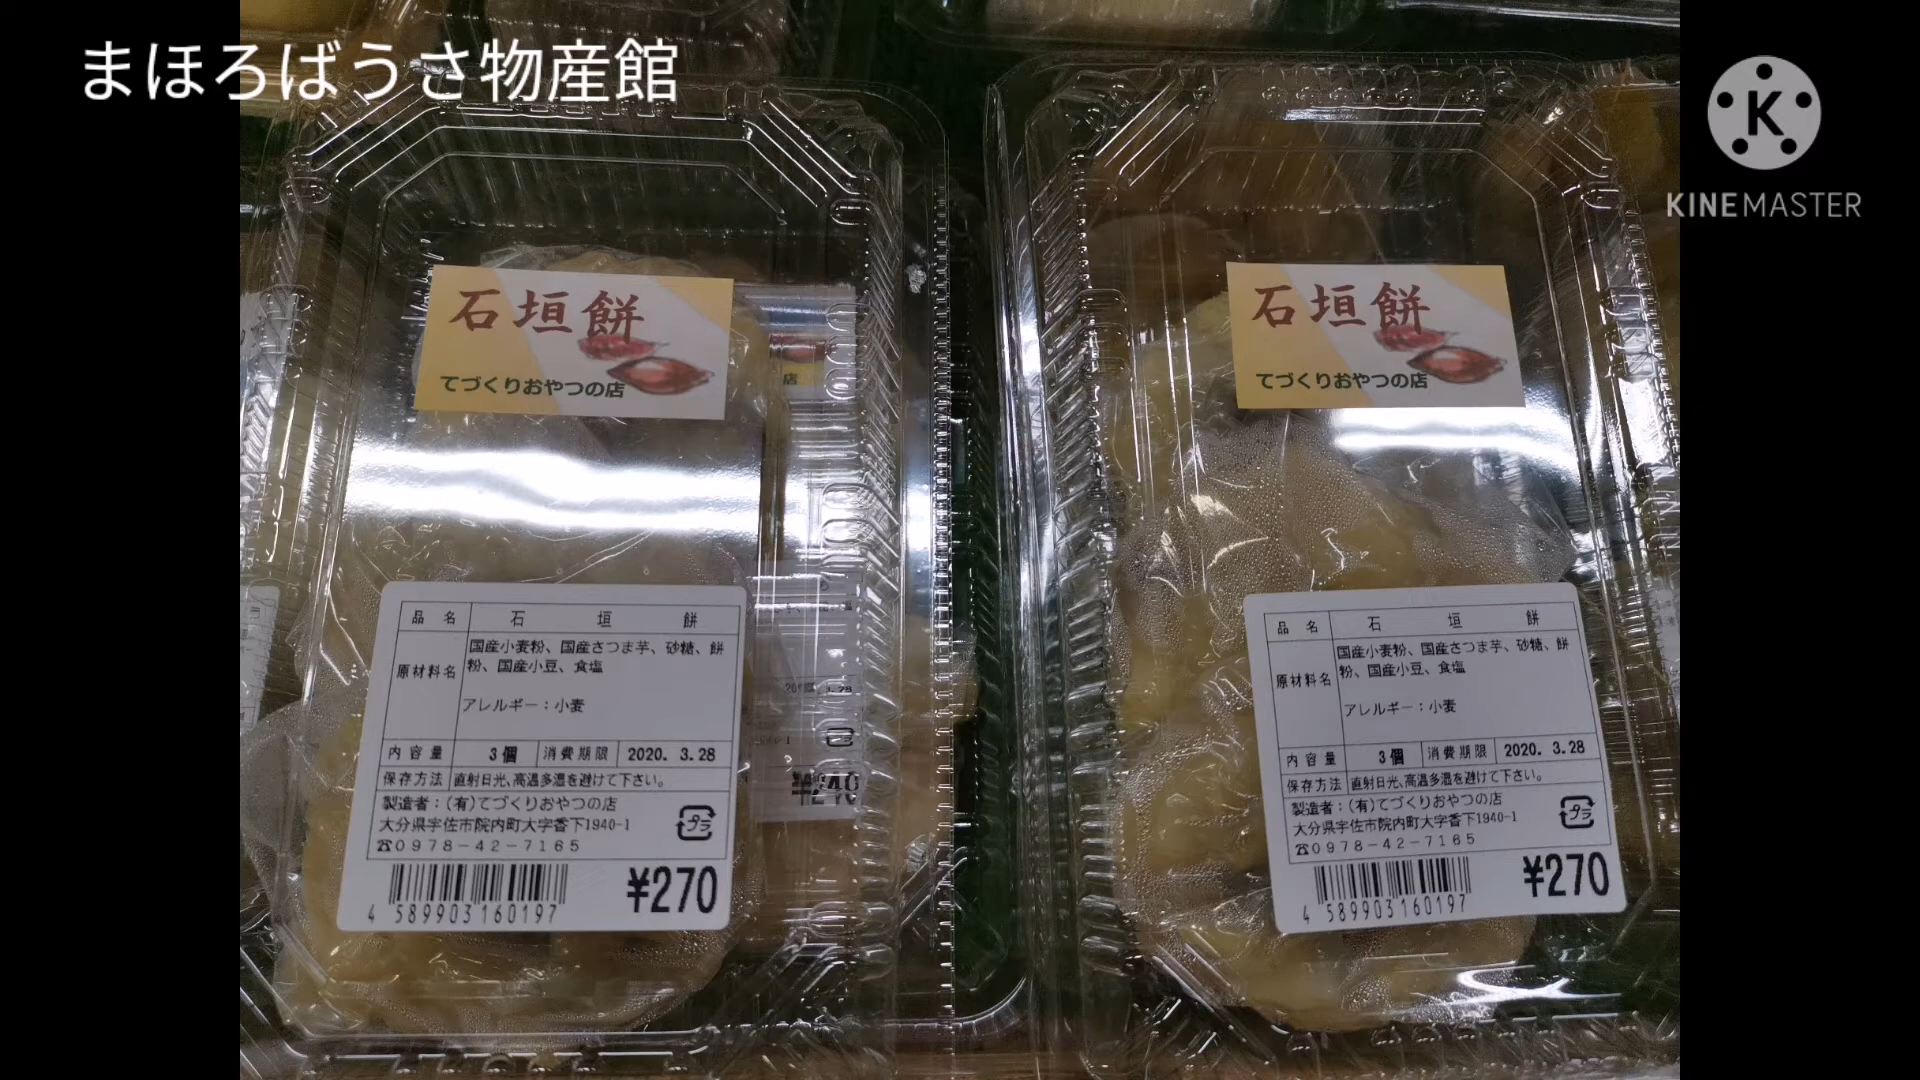 まほろばうさ物産館
K
KINEMASTER
石垣餅
てづくりおやつの店
品名 石垣餅
原材料名 国産小麦粉、国産さつま芋、砂糖、餅
粉、国産小豆、食塩
アレルギー：小麦
内容量 3個 消費期限 2020. 3.28
保存方法 直射日光、高温多湿を避けて下さい。
製造者：(有)てづくりおやつの店
大分県宇佐市院内町大字香下1940-1
☎0978-42-7165
プラ
4 589903 160197
¥270
店
¥240
石垣餅
てづくりおやつの店
品名 石垣餅
原材料名 国産小麦粉、国産さつま芋、砂糖、餅
粉、国産小豆、食塩
アレルギー：小麦
内容量 3個 消費期限 2020. 3.28
保存方法 直射日光、高温多湿を避けて下さい。
製造者：(有)てづくりおやつの店
大分県宇佐市院内町大字香下1940-1
☎0978-42-7165
プラ
4 589903 160197
¥270